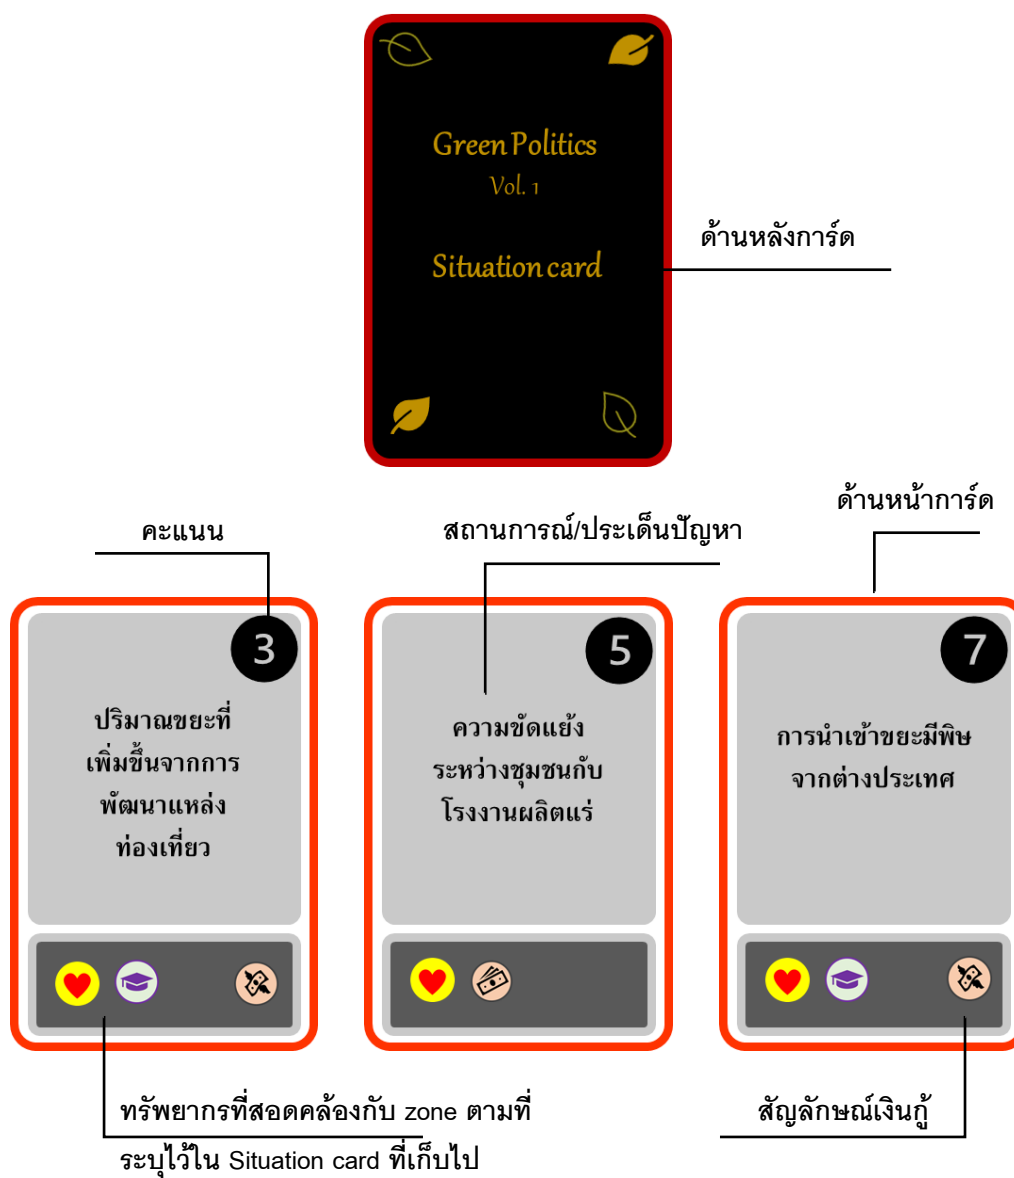 Green Politics
Vol. 1
Situation card
ด้านหลังการ์ด
คะแนน
สถานการณ์/ประเด็นปัญหา
ด้านหน้าการ์ด
3
ปริมาณขยะที่
เพิ่มขึ้นจากการ
พัฒนาแหล่ง
ท่องเที่ยว
5
ความขัดแย้ง
ระหว่างชุมชนกับ
โรงงานผลิตแร่
7
การนำเข้าขยะมีพิษ
จากต่างประเทศ
ทรัพยากรที่สอดคล้องกับ zone ตามที่
ระบุไว้ใน Situation card ที่เก็บไป
สัญลักษณ์เงินกู้